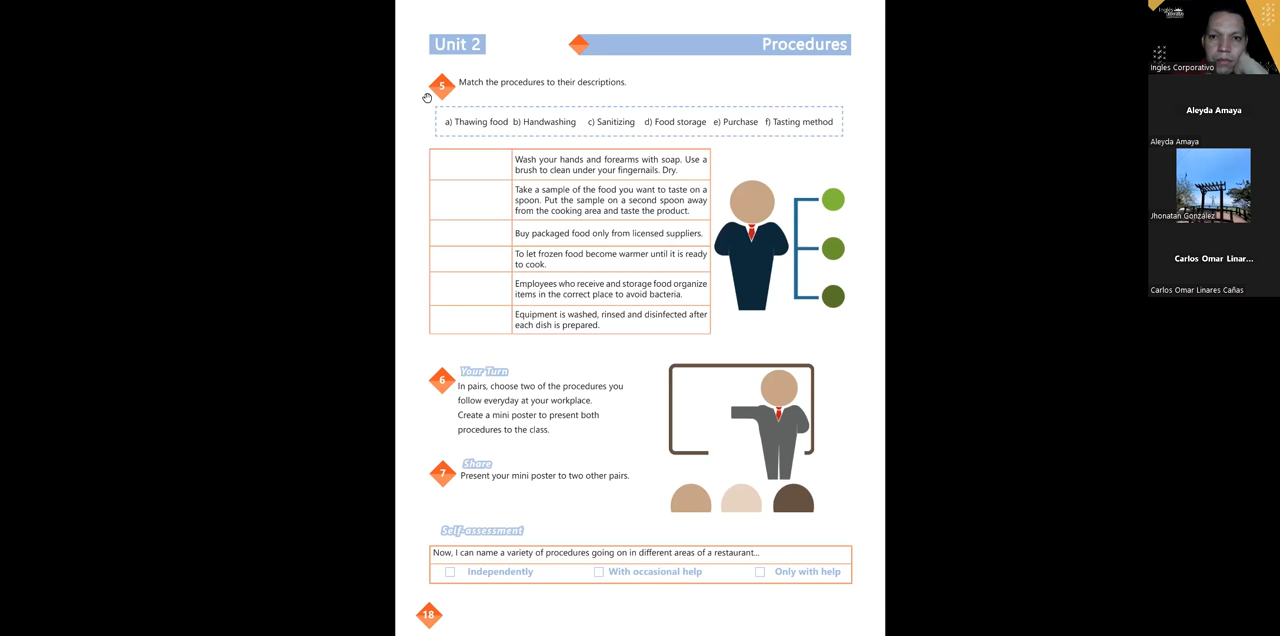 Unit 2
Procedures
5
Match the procedures to their descriptions.
a) Thawing food b) Handwashing c) Sanitizing d) Food storage e) Purchase f) Tasting method
Wash your hands and forearms with soap. Use a
brush to clean under your fingernails. Dry.
Take a sample of the food you want to taste on a
spoon. Put the sample on a second spoon away
from the cooking area and taste the product.
Buy packaged food only from licensed suppliers.
To let frozen food become warmer until it is ready
to cook.
Employees who receive and storage food organize
items in the correct place to avoid bacteria.
Equipment is washed, rinsed and disinfected after
each dish is prepared.
6
Your Turn
In pairs, choose two of the procedures you
follow everyday at your workplace.
Create a mini poster to present both
procedures to the class.
7
Share
Present your mini poster to two other pairs.
Self-assessment
Now, I can name a variety of procedures going on in different areas of a restaurant...
Independently
With occasional help
Only with help
18
Inglés
Ingles Corporativo
Aleyda Amaya
Aleyda Amaya
Jhonatan González
Carlos Omar Linar...
Carlos Omar Linares Cañas